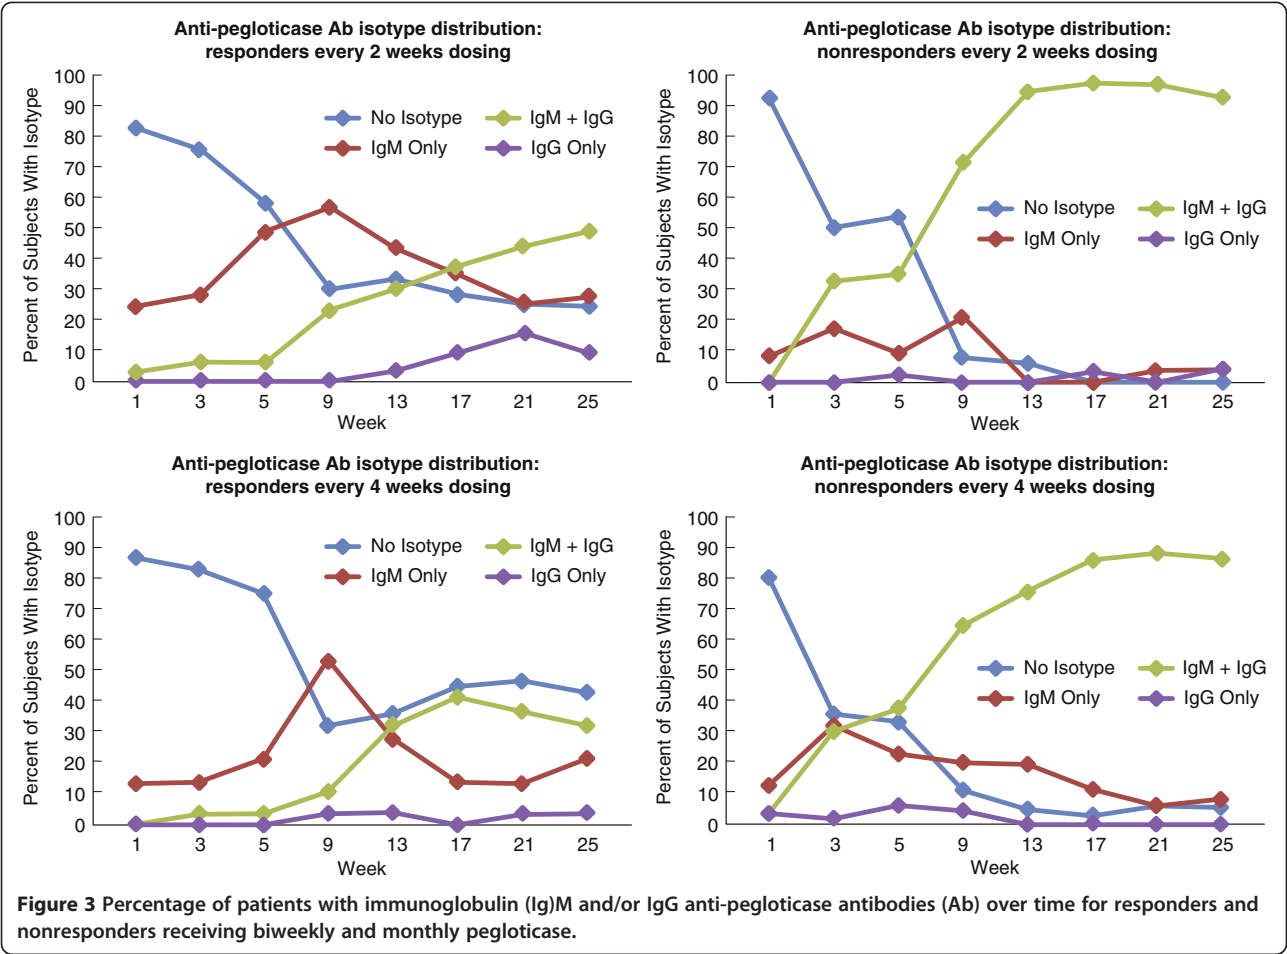 Anti-pegloticase Ab isotype distribution:
responders every 2 weeks dosing
Percent of Subjects With Isotype
100
90
80
70
60
50
40
30
20
10
0
No Isotype
IgM + IgG
IgM Only
IgG Only
1 3 5 9 13 17 21 25
Week
Anti-pegloticase Ab isotype distribution:
nonresponders every 2 weeks dosing
Percent of Subjects With Isotype
100
90
80
70
60
50
40
30
20
10
0
No Isotype
IgM + IgG
IgM Only
IgG Only
1 3 5 9 13 17 21 25
Week
Anti-pegloticase Ab isotype distribution:
responders every 4 weeks dosing
Percent of Subjects With Isotype
100
90
80
70
60
50
40
30
20
10
0
No Isotype
IgM + IgG
IgM Only
IgG Only
1 3 5 9 13 17 21 25
Week
Anti-pegloticase Ab isotype distribution:
nonresponders every 4 weeks dosing
Percent of Subjects With Isotype
100
90
80
70
60
50
40
30
20
10
0
No Isotype
IgM + IgG
IgM Only
IgG Only
1 3 5 9 13 17 21 25
Week
Figure 3 Percentage of patients with immunoglobulin (Ig)M and/or IgG anti-pegloticase antibodies (Ab) over time for responders and
nonresponders receiving biweekly and monthly pegloticase.